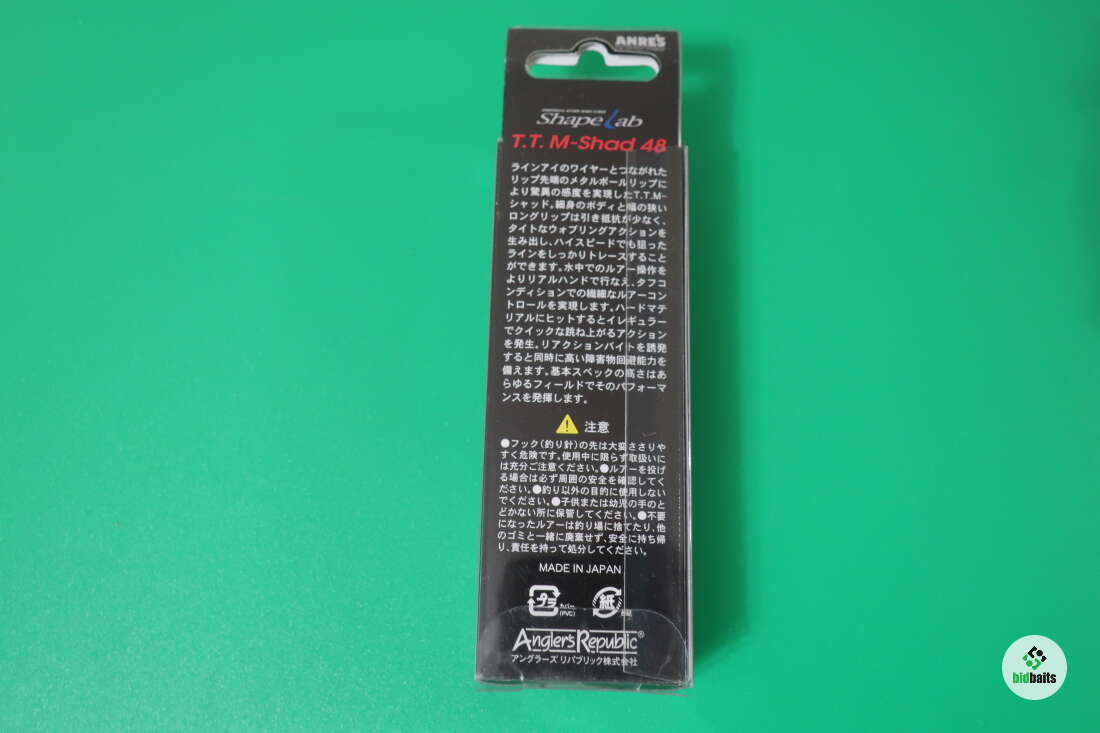 ANRE'S
ShapeLab
T.T. M-Shad 48
ラインアイのワイヤーとつながれた
リップ先端のメタルボールリップに
より驚異の感度を実現したT.T.M-
シャッド。細身のボディと幅の狭い
ロングリップは引き抵抗が少なく、
タイトなウォブリングアクションを
生み出し、ハイスピードでも狙った
ラインをしっかりトレースすること
ができます。水中でのルアー操作を
よりリアルハンドで行なえ、タフコ
ンディションでの繊細なルアーコン
トロールを実現します。ハードマテ
リアルにヒットするとイレギュラー
でクイックな跳ね上がるアクション
を発生。リアクションバイトを誘発
すると同時に高い障害物回避能力を
備えます。基本スペックの高さはあ
らゆるフィールドでそのパフォーマ
ンスを発揮します。
注意
●フック(釣り針)の先は大変ささりや
すく危険です。使用中に限らず取扱いに
は充分ご注意ください。●ルアーを投げ
る場合は必ず周囲の安全を確認してく
ださい。●釣り以外の目的に使用しない
でください。●子供または幼児の手のと
どかない所に保管してください。●不要
になったルアーは釣り場に捨てたり、他
のゴミと一緒に廃棄せず、安全に持ち帰
り、責任を持って処分してください。
MADE IN JAPAN
プラ カバー (PVC) 紙
Anglers Republic®
アングラーズ リパブリック株式会社
bidbaits